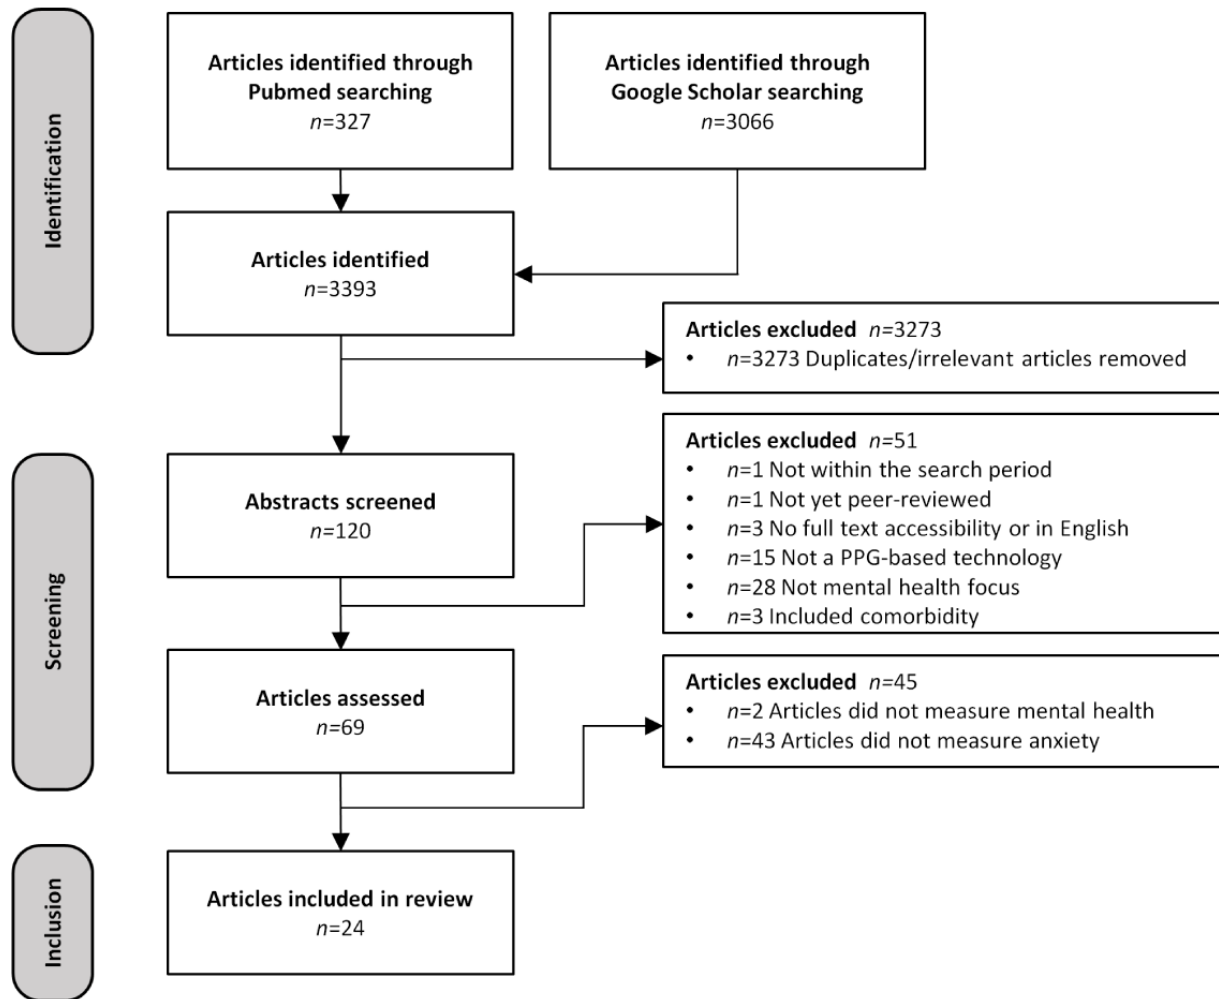 Identification
Articles identified through
Pubmed searching
n=327
Articles identified through
Google Scholar searching
n=3066
Articles identified
n=3393
Articles excluded n=3273
• n=3273 Duplicates/irrelevant articles removed
Screening
Abstracts screened
n=120
Articles excluded n=51
• n=1 Not within the search period
• n=1 Not yet peer-reviewed
• n=3 No full text accessibility or in English
• n=15 Not a PPG-based technology
• n=28 Not mental health focus
• n=3 Included comorbidity
Articles assessed
n=69
Articles excluded n=45
• n=2 Articles did not measure mental health
• n=43 Articles did not measure anxiety
Inclusion
Articles included in review
n=24